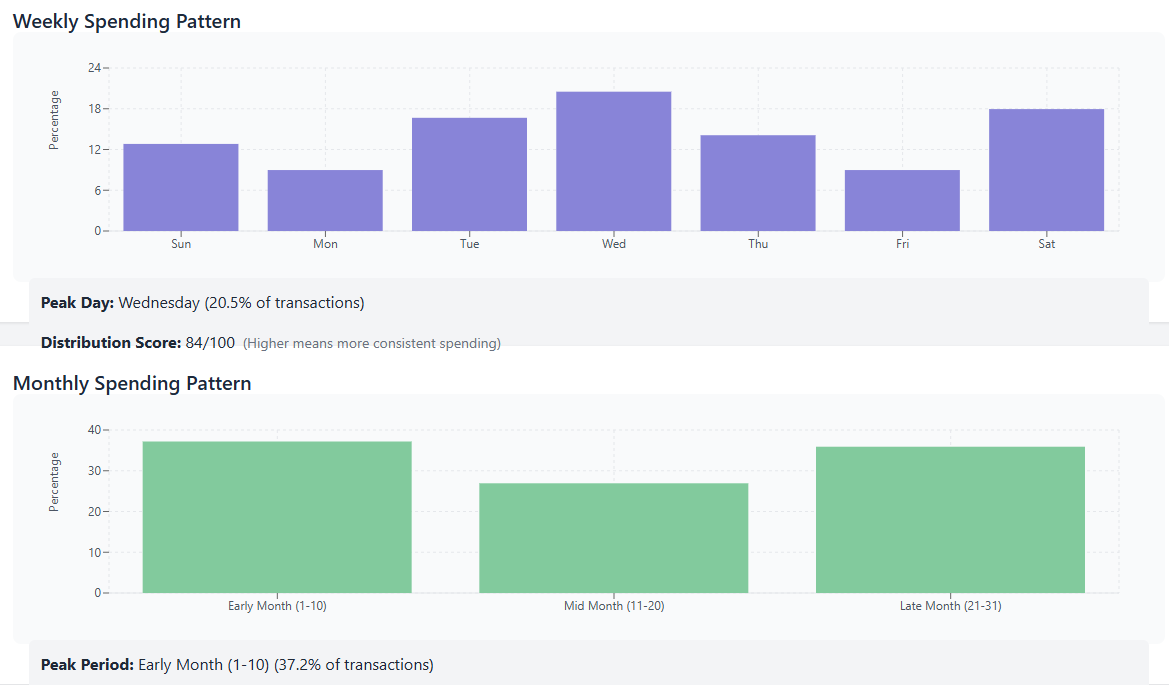 Weekly Spending Pattern
24
18
12
6
0
Percentage
Sun Mon Tue Wed Thu Fri Sat
Peak Day: Wednesday (20.5% of transactions)
Distribution Score: 84/100 (Higher means more consistent spending)
Monthly Spending Pattern
40
30
20
10
0
Percentage
Early Month (1-10) Mid Month (11-20) Late Month (21-31)
Peak Period: Early Month (1-10) (37.2% of transactions)